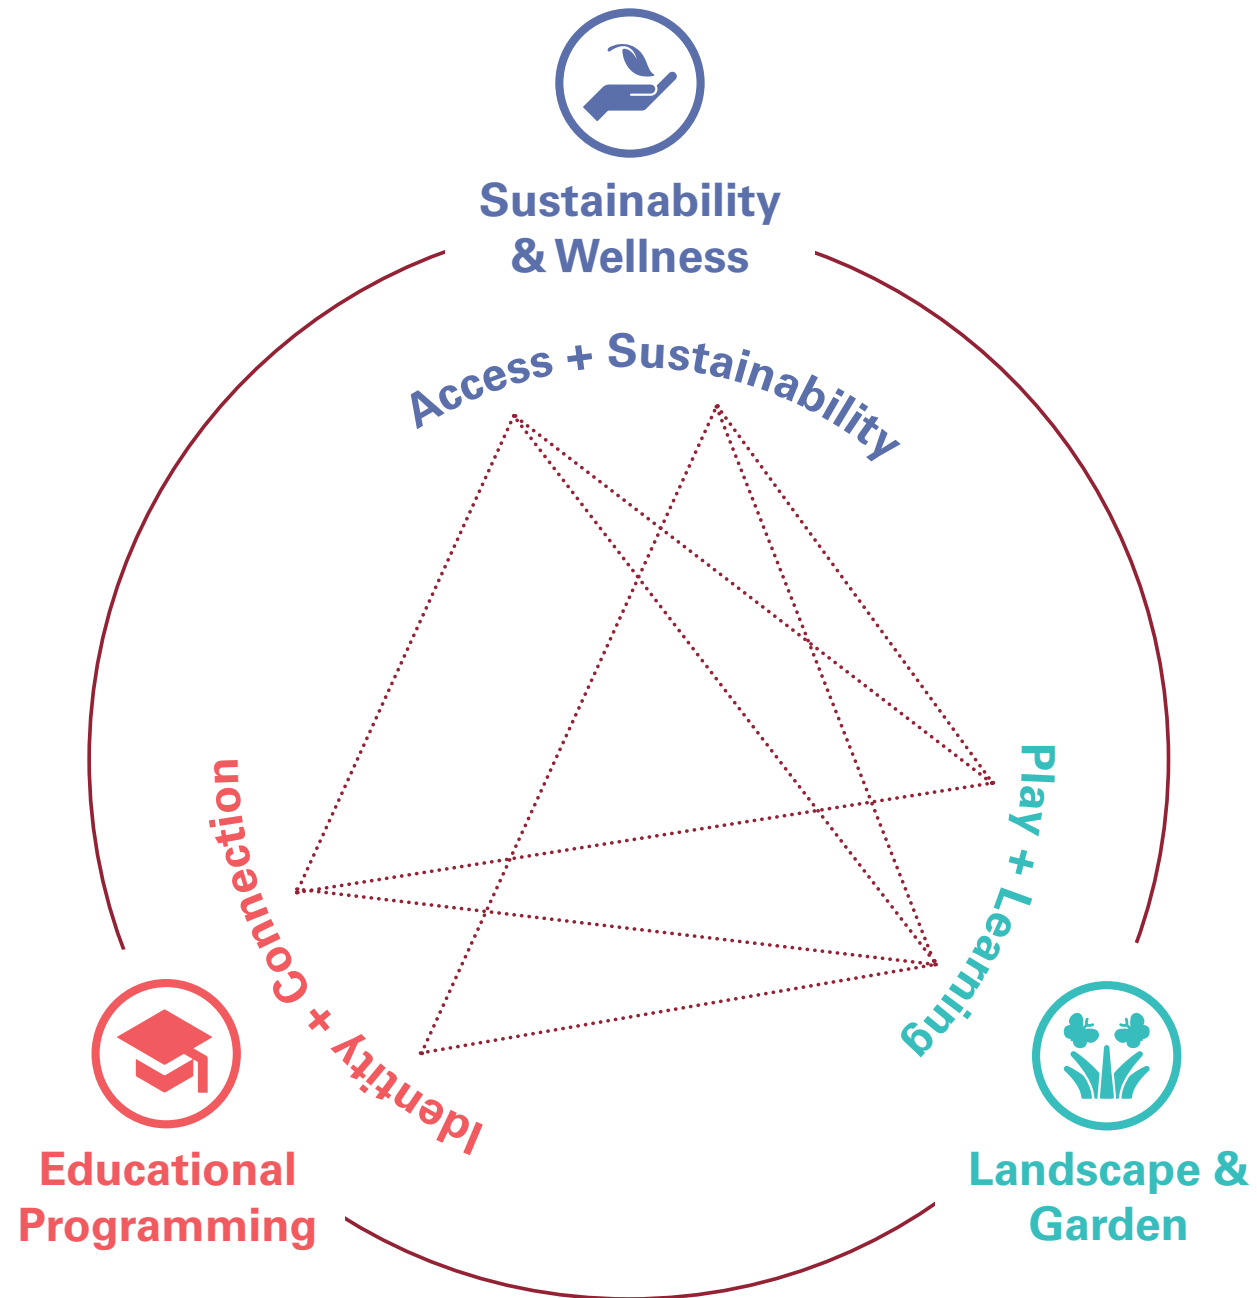 Sustainability
& Wellness
Access + Sustainability
Play + Learning
Identity + Connection
Educational
Programming
Landscape &
Garden